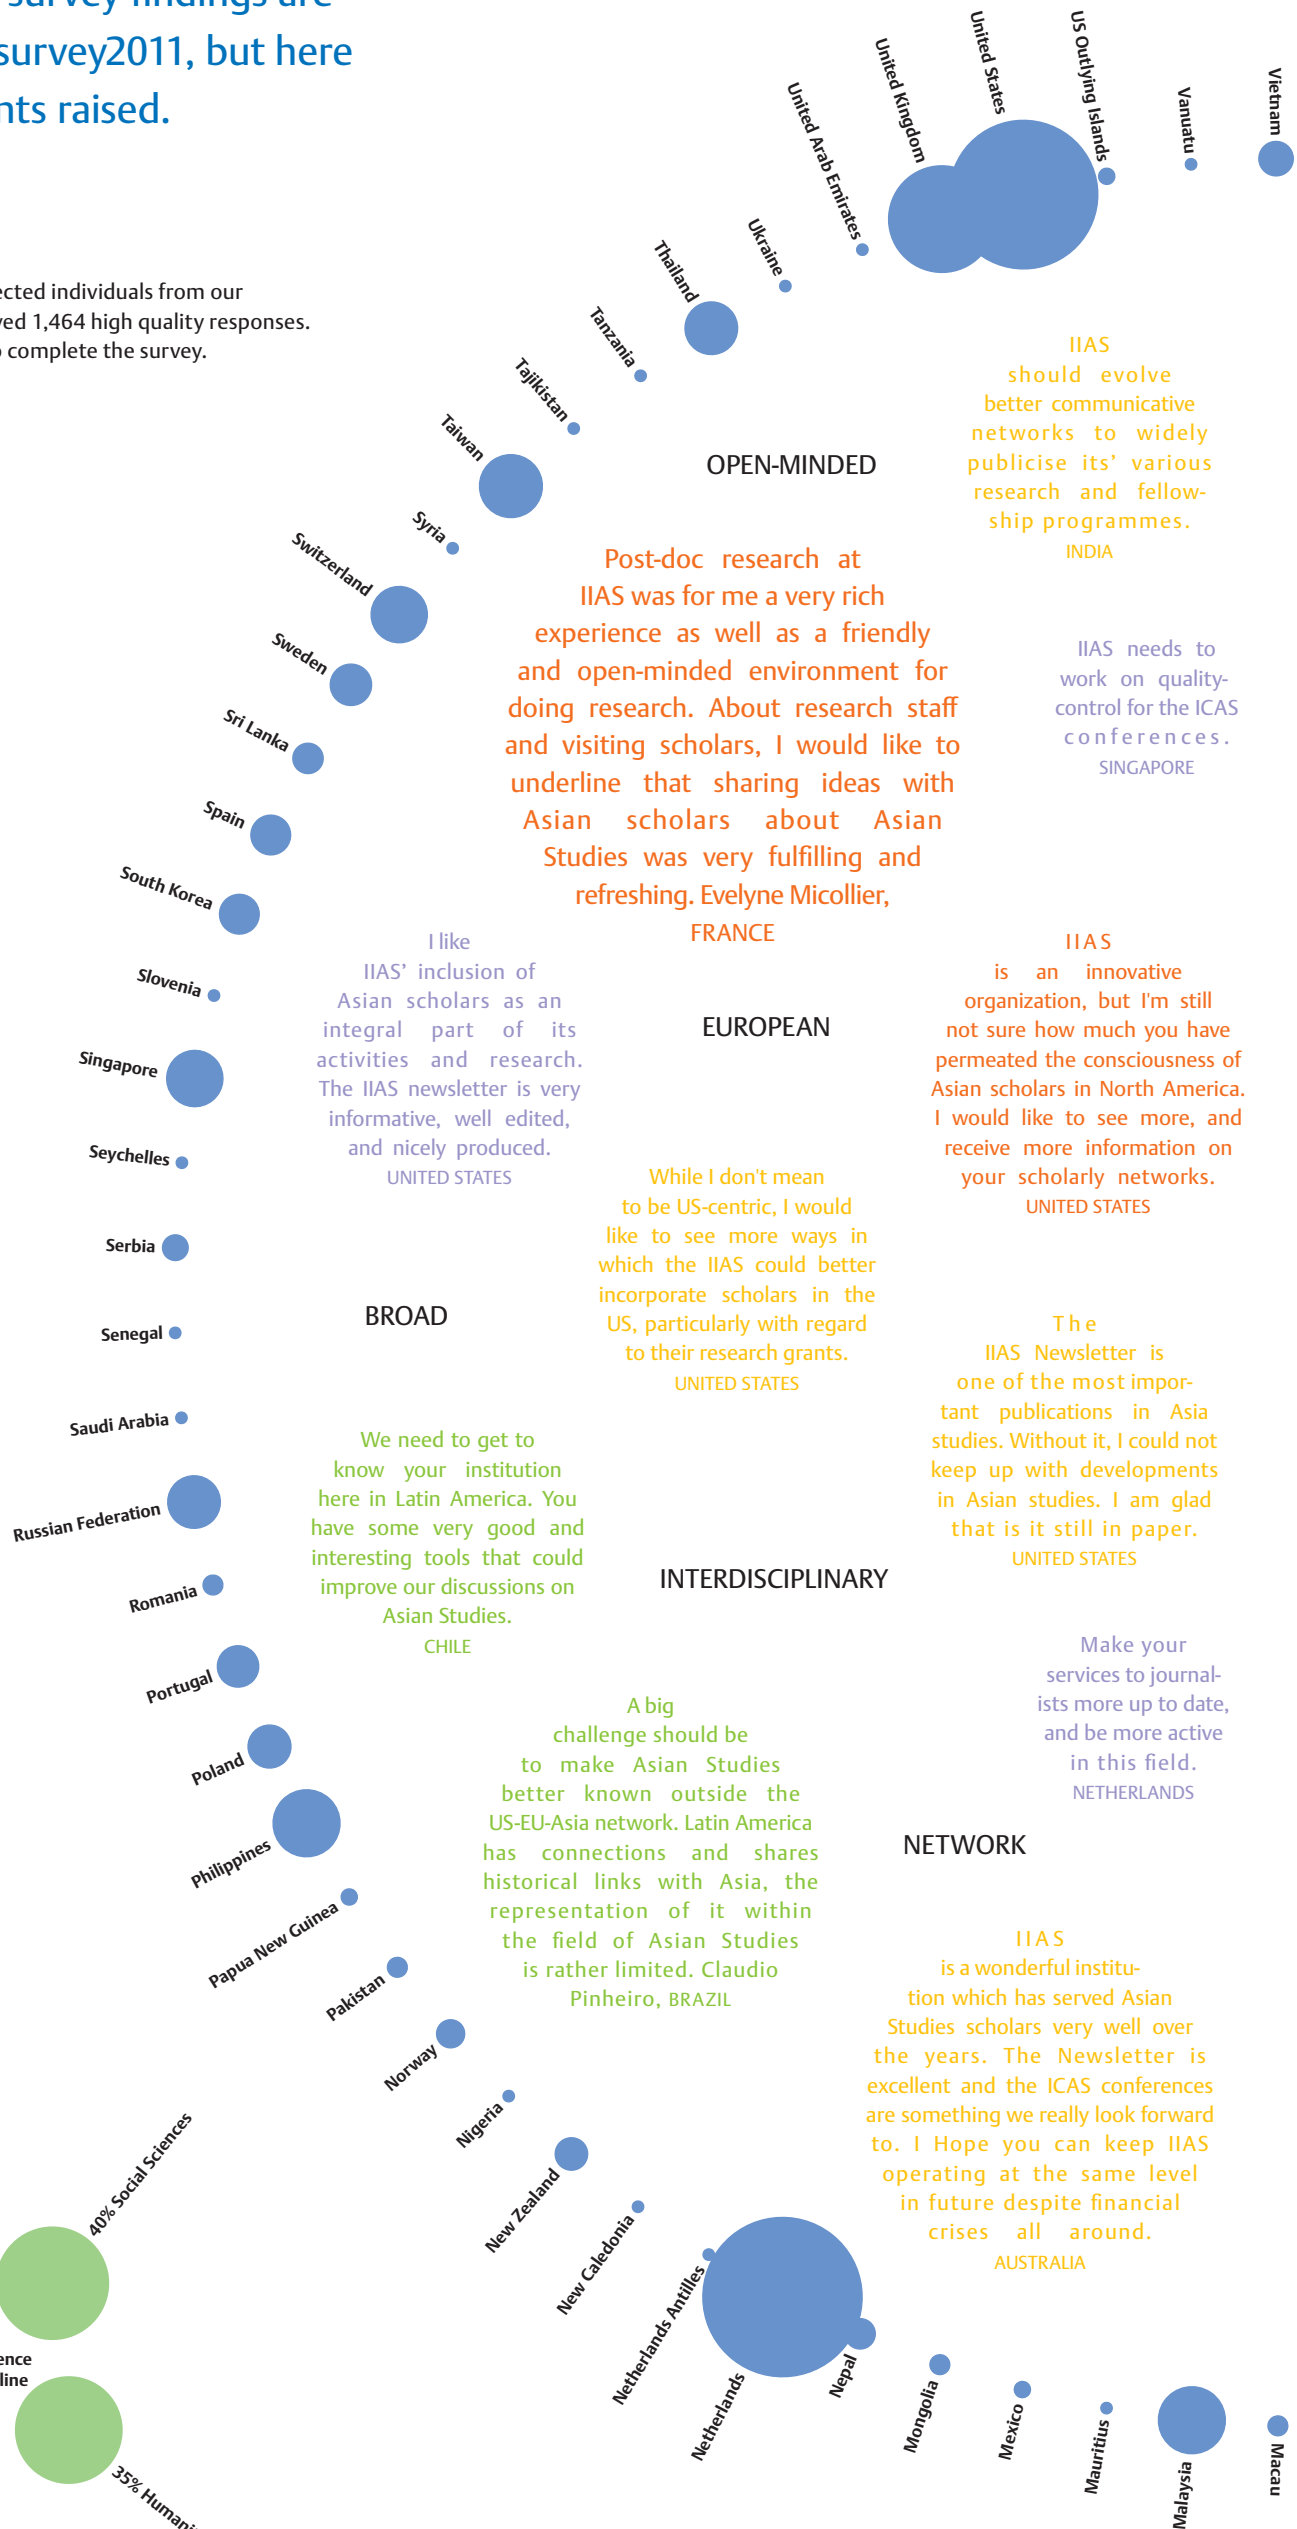 survey findings are
survey2011, but here
nts raised.
ected individuals from our
ved 1,464 high quality responses.
o complete the survey.
Vietnam
Vanuatu
US Outlying Islands
United States
United Kingdom
United Arab Emirates
Ukraine
Thailand
Tanzania
Tajikistan
Taiwan
Syria
Switzerland
Sweden
Sri Lanka
Spain
South Korea
Slovenia
Singapore
Seychelles
Serbia
Senegal
Saudi Arabia
Russian Federation
Romania
Portugal
Poland
Philippines
Papua New Guinea
Pakistan
Norway
Nigeria
New Zealand
New Caledonia
Netherlands Antilles
Netherlands
Nepal
Mongolia
Mexico
Mauritius
Malaysia
Macau
OPEN-MINDED
IIAS
should evolve
better communicative
networks to widely
publicise its’ various
research and fellow-
ship programmes.
INDIA
Post-doc research at
IIAS was for me a very rich
experience as well as a friendly
and open-minded environment for
doing research. About research staff
and visiting scholars, I would like to
underline that sharing ideas with
Asian scholars about Asian
Studies was very fulfilling and
refreshing. Evelyne Micollier,
FRANCE
IIAS needs to
work on quality-
control for the ICAS
conferences.
SINGAPORE
I like
IIAS’ inclusion of
Asian scholars as an
integral part of its
activities and research.
The IIAS newsletter is very
informative, well edited,
and nicely produced.
UNITED STATES
EUROPEAN
IIAS
is an innovative
organization, but I'm still
not sure how much you have
permeated the consciousness of
Asian scholars in North America.
I would like to see more, and
receive more information on
your scholarly networks.
UNITED STATES
While I don't mean
to be US-centric, I would
like to see more ways in
which the IIAS could better
incorporate scholars in the
US, particularly with regard
to their research grants.
UNITED STATES
BROAD
The
IIAS Newsletter is
one of the most impor-
tant publications in Asia
studies. Without it, I could not
keep up with developments
in Asian studies. I am glad
that is it still in paper.
UNITED STATES
We need to get to
know your institution
here in Latin America. You
have some very good and
interesting tools that could
improve our discussions on
Asian Studies.
CHILE
INTERDISCIPLINARY
Make your
services to journal-
ists more up to date,
and be more active
in this field.
NETHERLANDS
A big
challenge should be
to make Asian Studies
better known outside the
US-EU-Asia network. Latin America
has connections and shares
historical links with Asia, the
representation of it within
the field of Asian Studies
is rather limited. Claudio
Pinheiro, BRAZIL
NETWORK
IIAS
is a wonderful institu-
tion which has served Asian
Studies scholars very well over
the years. The Newsletter is
excellent and the ICAS conferences
are something we really look forward
to. I Hope you can keep IIAS
operating at the same level
in future despite financial
crises all around.
AUSTRALIA
40% Social Sciences
ence
line
35% Humani